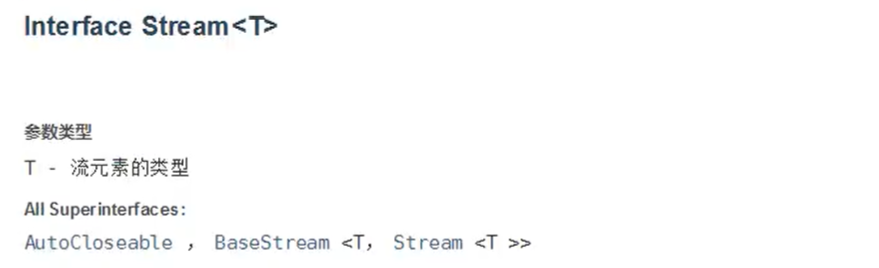 Interface Stream<T>
参数类型
T - 流元素的类型
All Superinterfaces:
AutoCloseable , BaseStream <T, Stream <T >>